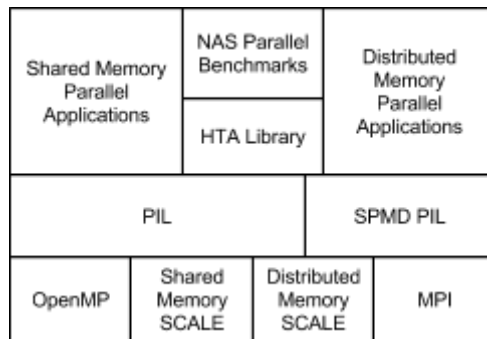 Shared Memory
Parallel
Applications
NAS Parallel
Benchmarks
HTA Library
Distributed
Memory
Parallel
Applications
PIL
SPMD PIL
OpenMP
Shared
Memory
SCALE
Distributed
Memory
SCALE
MPI